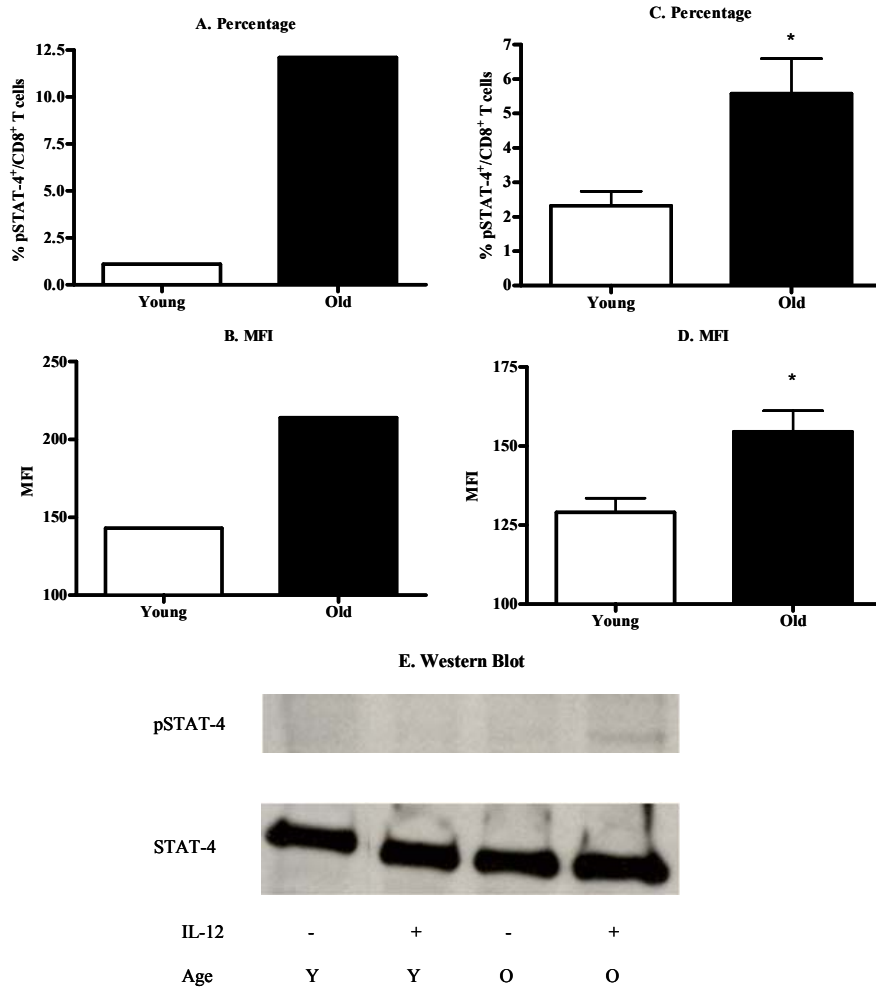 A. Percentage
% pSTAT-4⁺/CD8⁺ T cells
12.5
10.0
7.5
5.0
2.5
0.0
Young Old
C. Percentage
% pSTAT-4⁺/CD8⁺ T cells
7
6
5
4
3
2
1
0
*
Young Old
B. MFI
MFI
250
200
150
100
Young Old
D. MFI
MFI
175
150
125
100
*
Young Old
E. Western Blot
pSTAT-4
STAT-4
IL-12 - + - +
Age Y Y O O